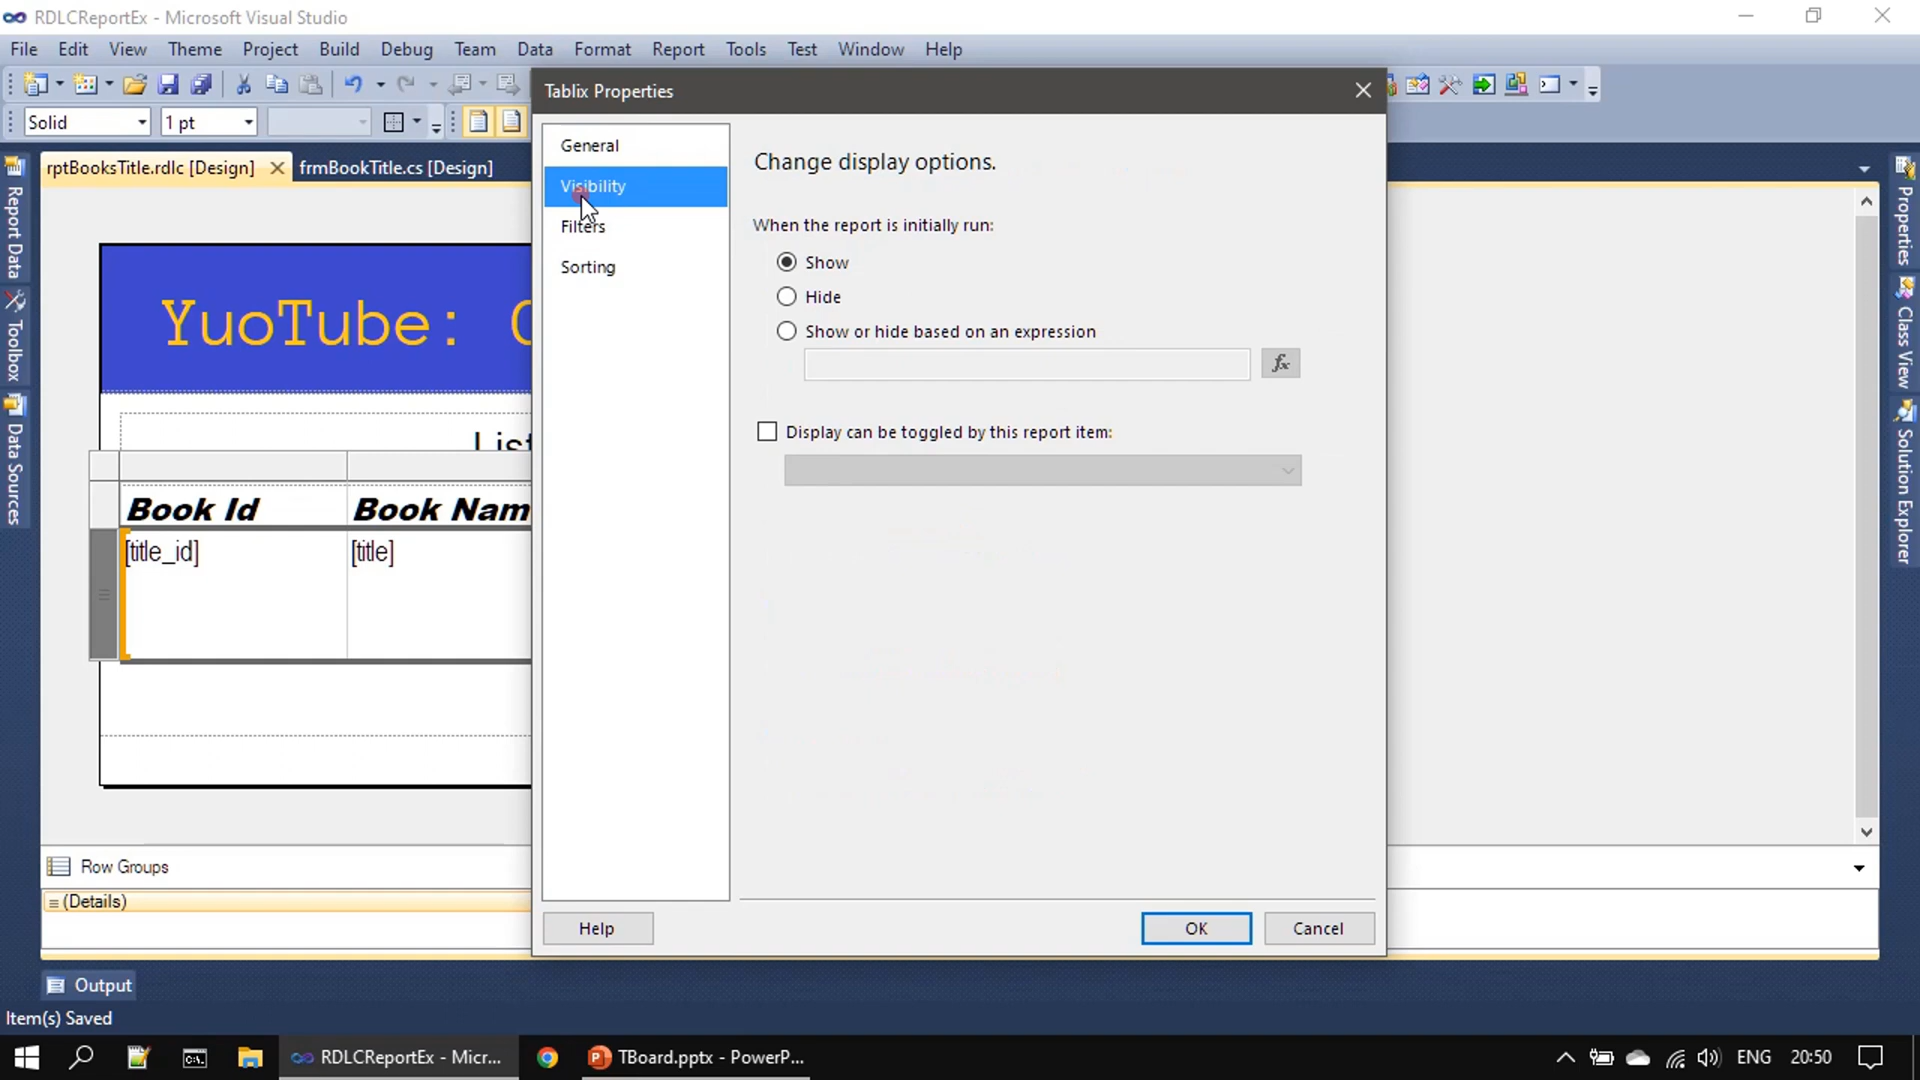 RDLCReportEx - Microsoft Visual Studio
File Edit View Theme Project Build Debug Team Data Format Report Tools Test Window Help
Solid 1 pt
rptBooksTitle.rdlc [Design] frmBookTitle.cs [Design]
Report Data
Toolbox
Data Sources
YuoTube:
List
Book Id Book Nam
[title_id] [title]
Row Groups
(Details)
Output
Item(s) Saved
Tablix Properties
General
Visibility
Filters
Sorting
Change display options.
When the report is initially run:
Show
Hide
Show or hide based on an expression
fx
Display can be toggled by this report item:
Help OK Cancel
Properties
Class View
Solution Explorer
RDLCReportEx - Micr... TBoard.pptx - PowerP... ENG 20:50